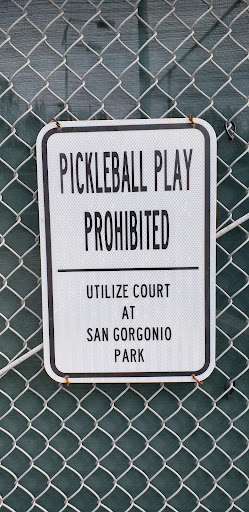 PICKLEBALL PLAY
PROHIBITED
UTILIZE COURT
AT
SAN GORGONIO
PARK